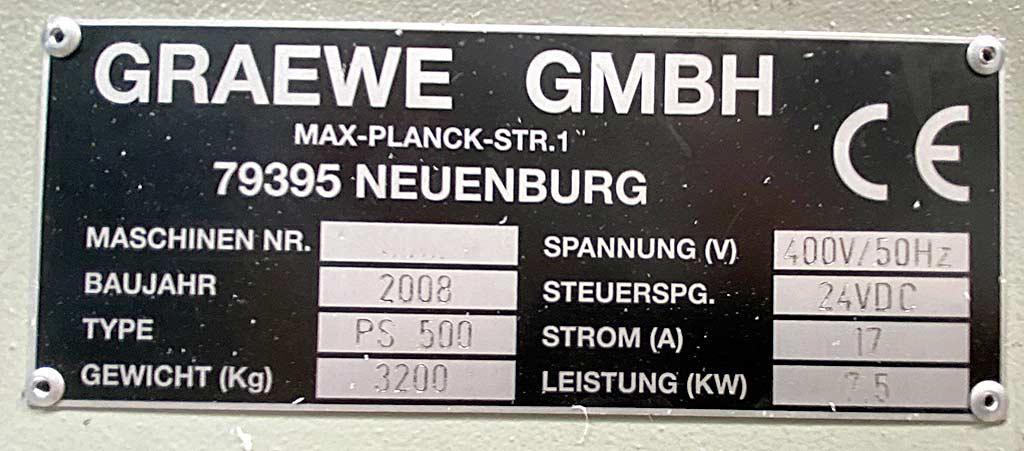 GRAEWE GMBH
MAX-PLANCK-STR.1
79395 NEUENBURG
CE
MASCHINEN NR.
BAUJAHR 2008
TYPE PS 500
GEWICHT (Kg) 3200
SPANNUNG (V) 400V/50Hz
STEUERSPG. 24VDC
STROM (A) 17
LEISTUNG (KW) 7.5